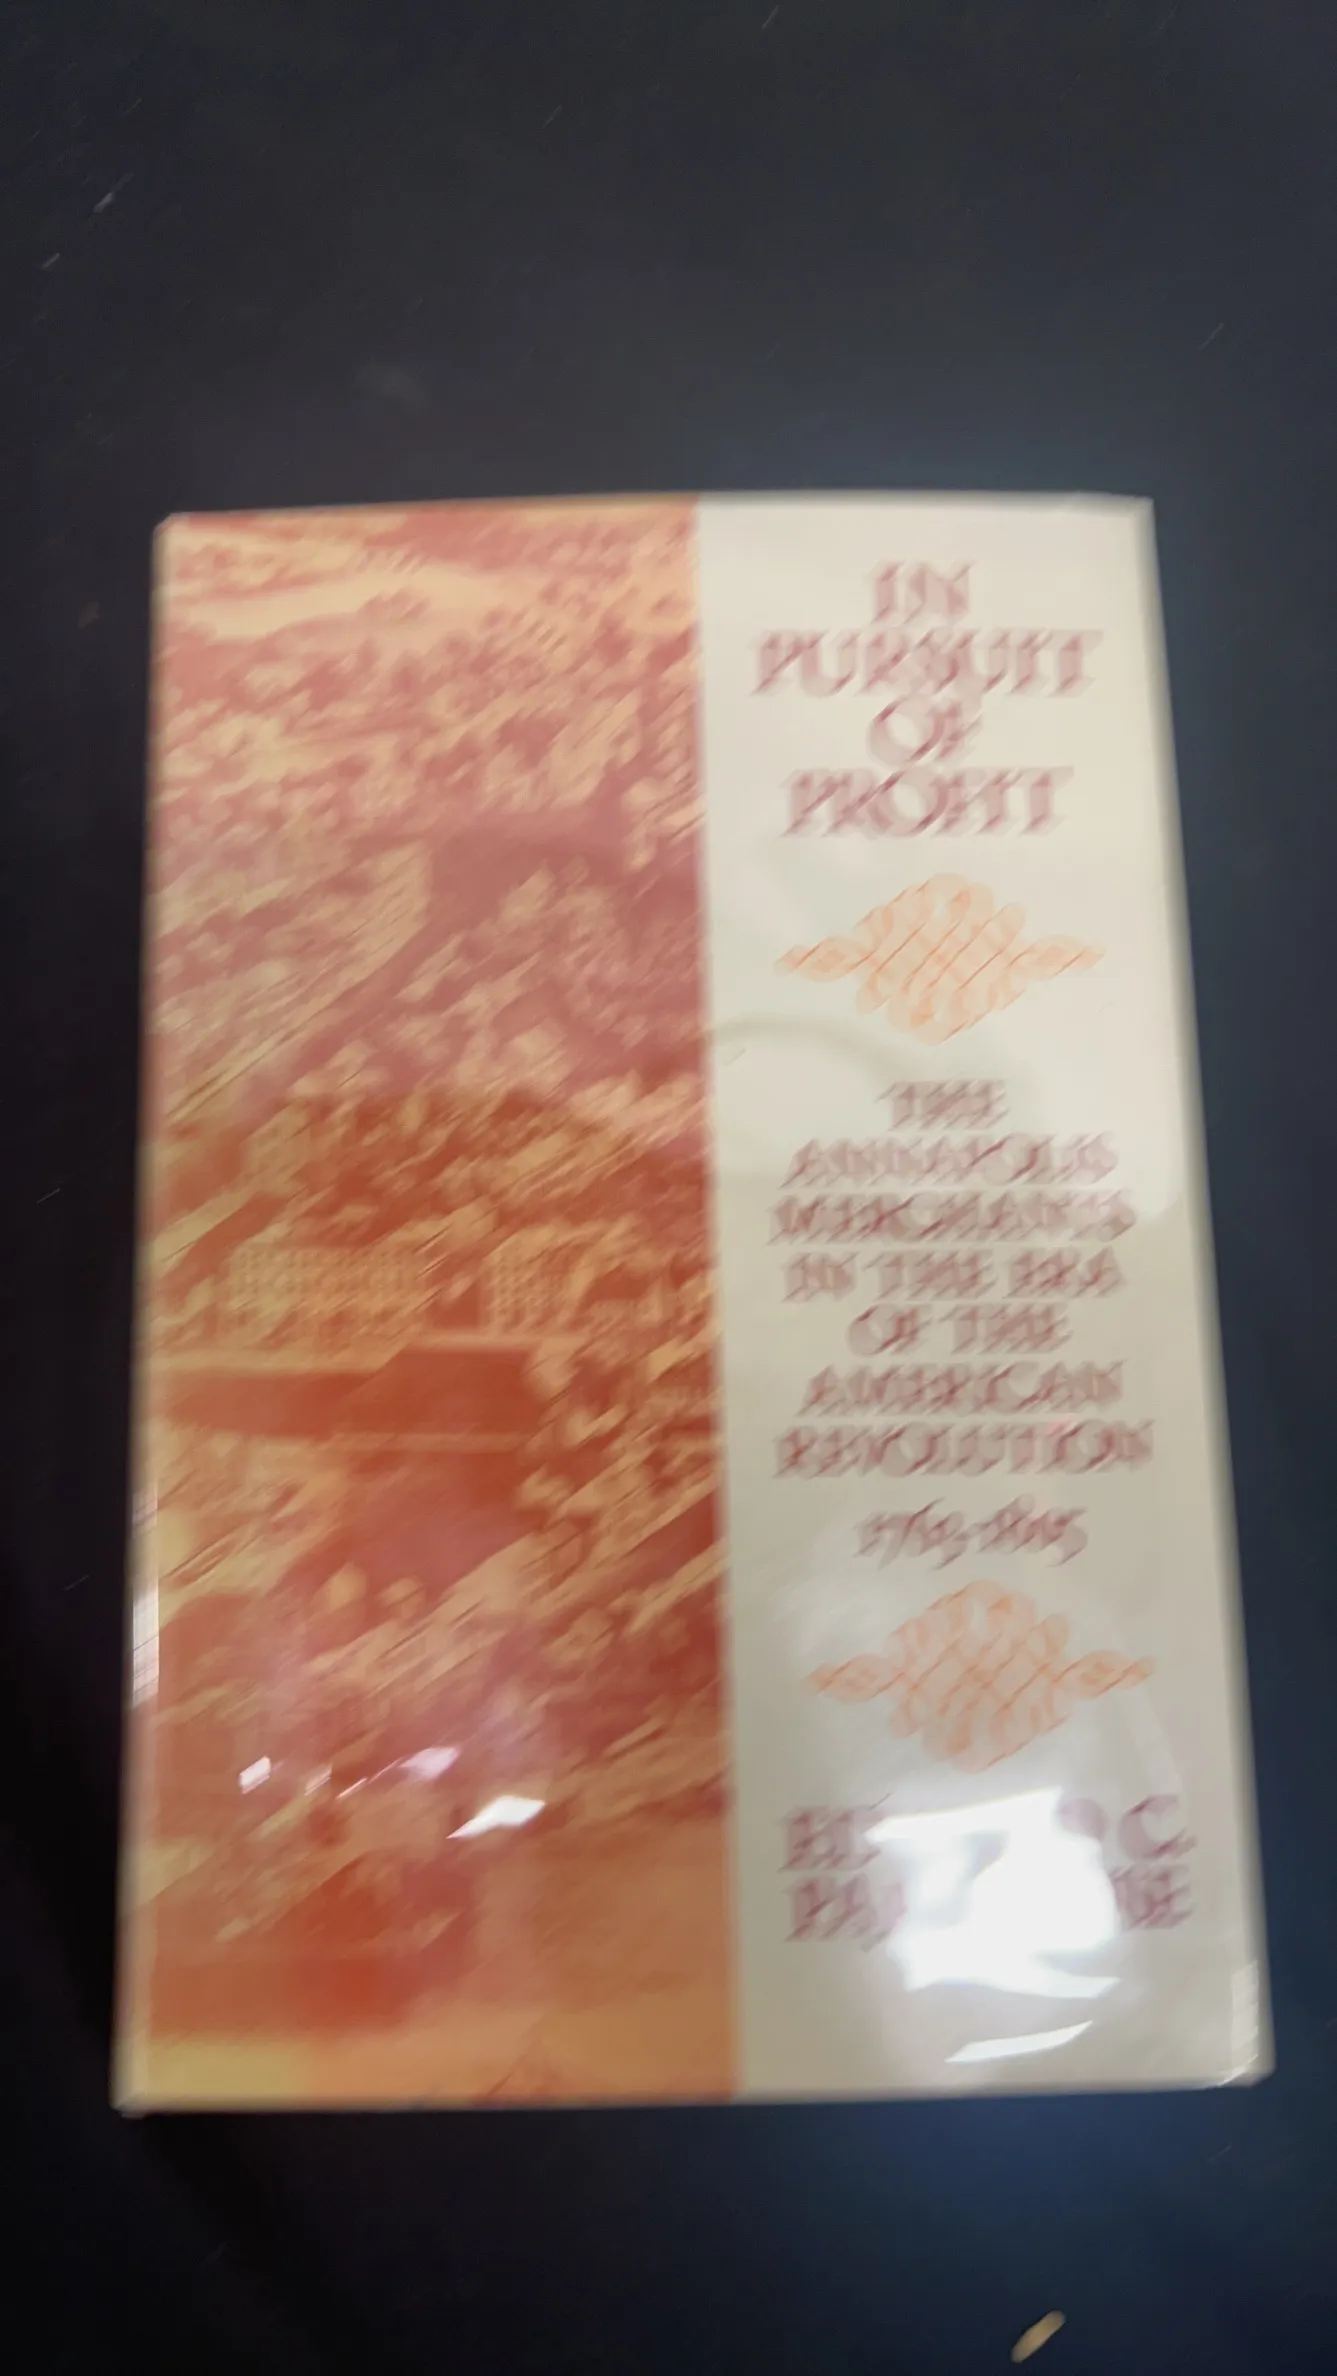 IN
PURSUIT
OF
PROFIT
THE
ANNAPOLIS
MERCHANTS
IN THE ERA
OF THE
AMERICAN
REVOLUTION
C.